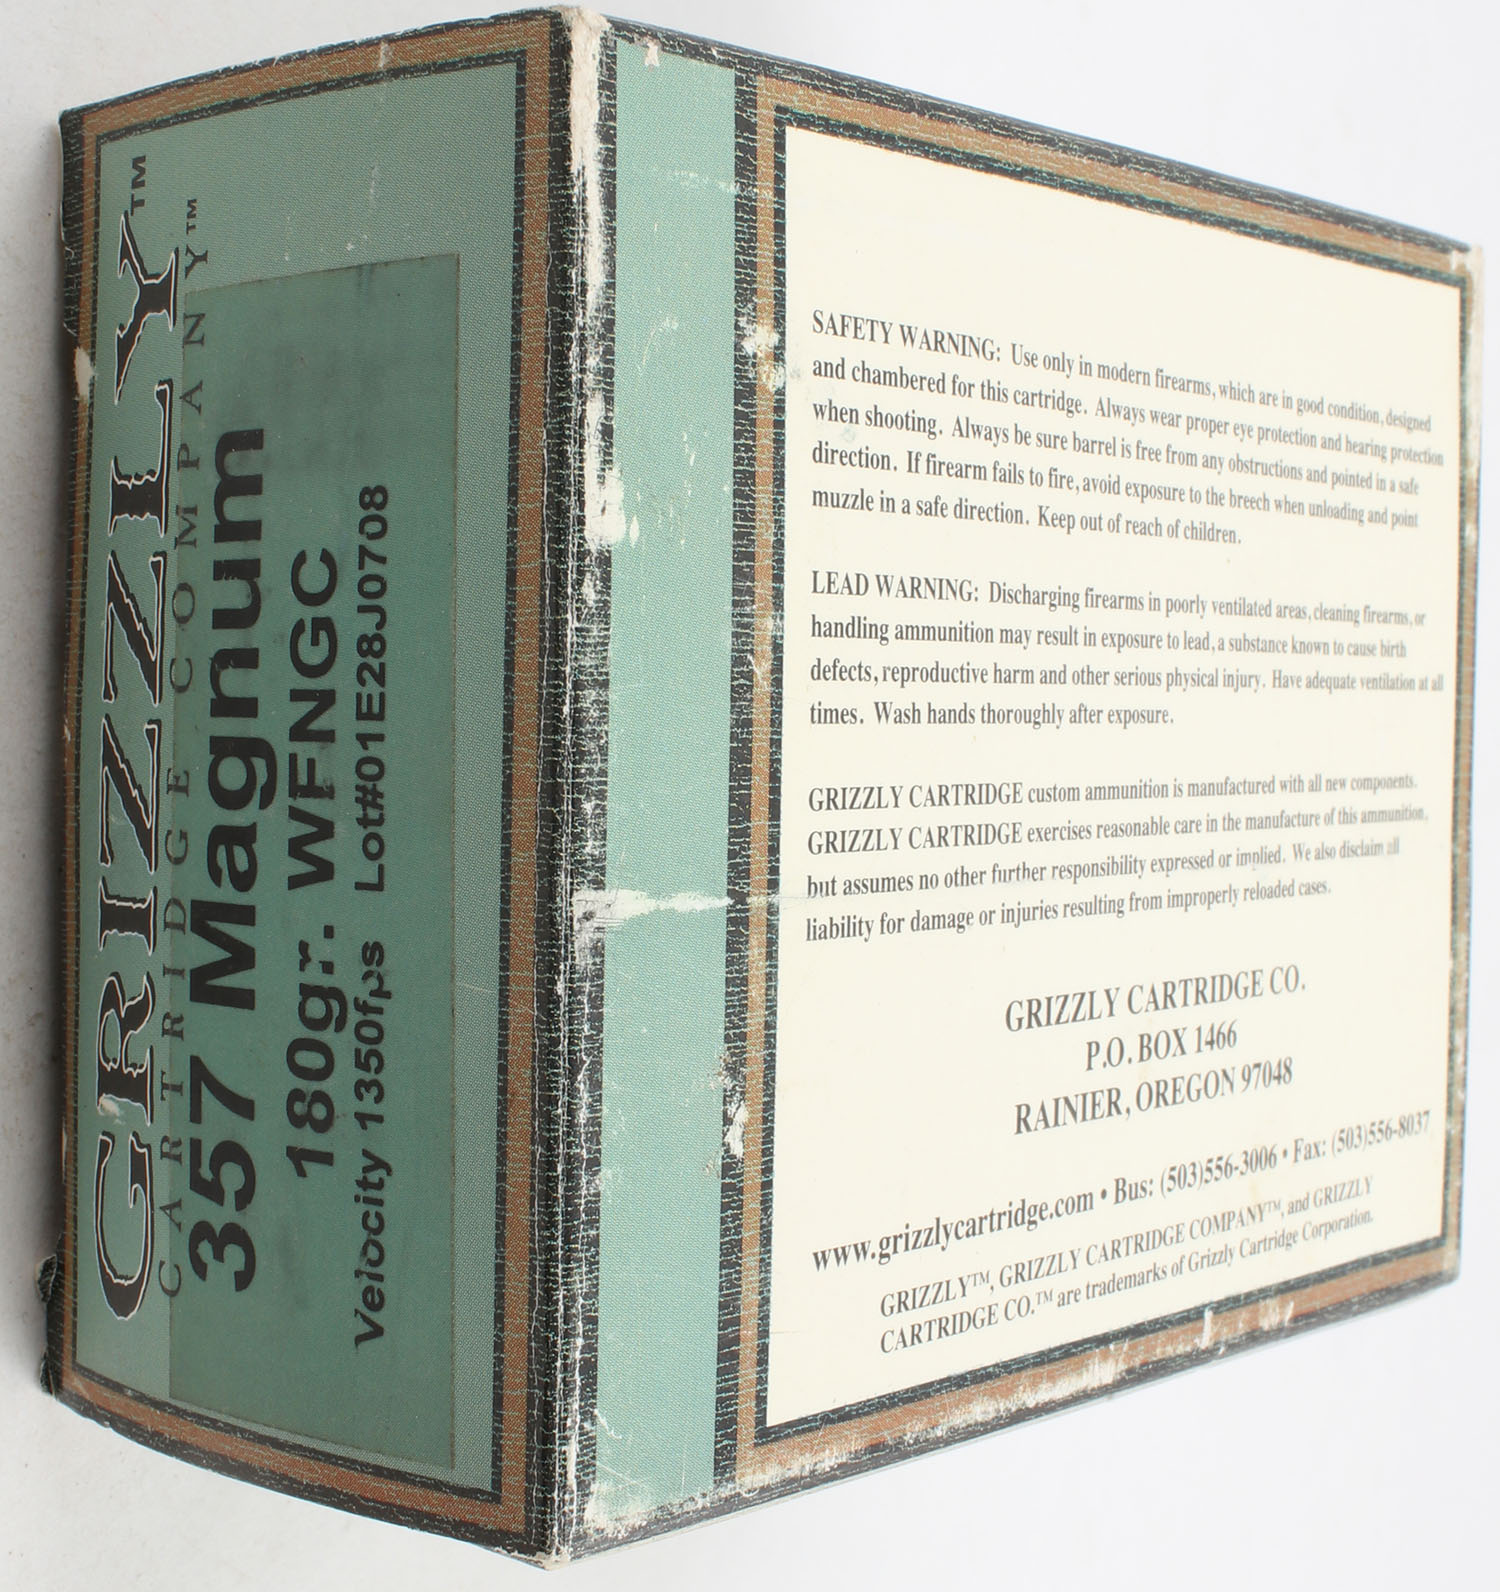 GRIZZLY™
CARTRIDGE COMPANY™
357 Magnum
180gr. WFNGC
Velocity 1350fps Lot#01E28J0708
SAFETY WARNING: Use only in modern firearms, which are in good condition, designed
and chambered for this cartridge. Always wear proper eye protection and hearing protection
when shooting. Always be sure barrel is free from any obstructions and pointed in a safe
direction. If firearm fails to fire, avoid exposure to the breech when unloading and point
muzzle in a safe direction. Keep out of reach of children.
LEAD WARNING: Discharging firearms in poorly ventilated areas, cleaning firearms, or
handling ammunition may result in exposure to lead, a substance known to cause birth
defects, reproductive harm and other serious physical injury. Have adequate ventilation at all
times. Wash hands thoroughly after exposure.
GRIZZLY CARTRIDGE custom ammunition is manufactured with all new components.
GRIZZLY CARTRIDGE exercises reasonable care in the manufacture of this ammunition,
but assumes no other further responsibility expressed or implied. We also disclaim all
liability for damage or injuries resulting from improperly reloaded cases.
GRIZZLY CARTRIDGE CO.
P.O. BOX 1466
RAINIER, OREGON 97048
www.grizzlycartridge.com • Bus: (503)556-3006 • Fax: (503)556-8037
GRIZZLY™, GRIZZLY CARTRIDGE COMPANY™, and GRIZZLY
CARTRIDGE CO.™ are trademarks of Grizzly Cartridge Corporation.